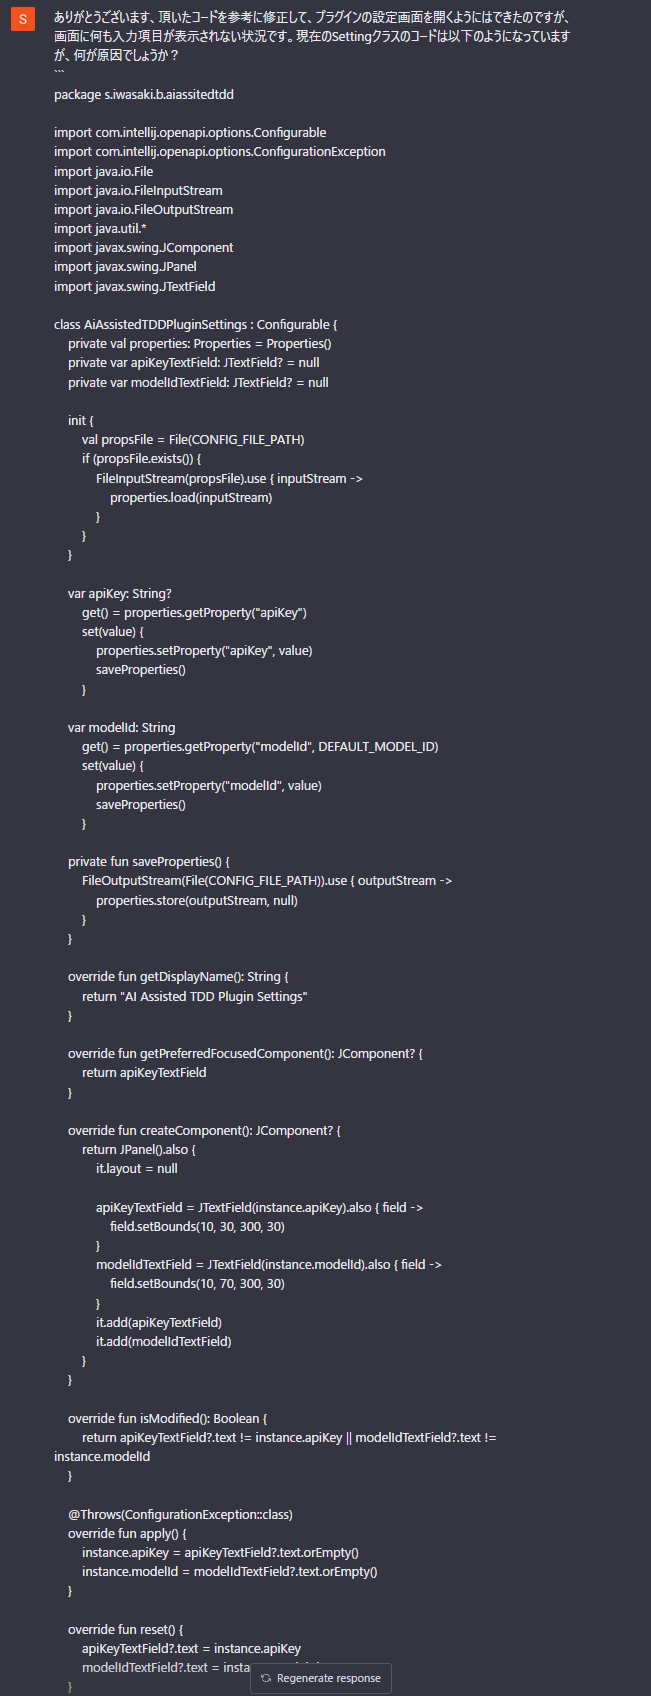 S
ありがとうございます、頂いたコードを参考に修正して、プラグインの設定画面を開くようにはできたのですが、
画面に何も入力項目が表示されない状況です。現在のSettingクラスのコードは以下のようになっています
が、何が原因でしょうか？
```
package s.iwasaki.b.aiassitedtdd
import com.intellij.openapi.options.Configurable
import com.intellij.openapi.options.ConfigurationException
import java.io.File
import java.io.FileInputStream
import java.io.FileOutputStream
import java.util.*
import javax.swing.JComponent
import javax.swing.JPanel
import javax.swing.JTextField
class AiAssistedTDDPluginSettings : Configurable {
private val properties: Properties = Properties()
private var apiKeyTextField: JTextField? = null
private var modelIdTextField: JTextField? = null
init {
val propsFile = File(CONFIG_FILE_PATH)
if (propsFile.exists()) {
FileInputStream(propsFile).use { inputStream ->
properties.load(inputStream)
}
}
}
var apiKey: String?
get() = properties.getProperty("apiKey")
set(value) {
properties.setProperty("apiKey", value)
saveProperties()
}
var modelId: String
get() = properties.getProperty("modelId", DEFAULT_MODEL_ID)
set(value) {
properties.setProperty("modelId", value)
saveProperties()
}
private fun saveProperties() {
FileOutputStream(File(CONFIG_FILE_PATH)).use { outputStream ->
properties.store(outputStream, null)
}
}
override fun getDisplayName(): String {
return "AI Assisted TDD Plugin Settings"
}
override fun getPreferredFocusedComponent(): JComponent? {
return apiKeyTextField
}
override fun createComponent(): JComponent? {
return JPanel().also {
it.layout = null
apiKeyTextField = JTextField(instance.apiKey).also { field ->
field.setBounds(10, 30, 300, 30)
}
modelIdTextField = JTextField(instance.modelId).also { field ->
field.setBounds(10, 70, 300, 30)
}
it.add(apiKeyTextField)
it.add(modelIdTextField)
}
}
override fun isModified(): Boolean {
return apiKeyTextField?.text != instance.apiKey || modelIdTextField?.text !=
instance.modelId
}
@Throws(ConfigurationException::class)
override fun apply() {
instance.apiKey = apiKeyTextField?.text.orEmpty()
instance.modelId = modelIdTextField?.text.orEmpty()
}
override fun reset() {
apiKeyTextField?.text = instance.apiKey
modelIdTextField?.text =
Regenerate response
}